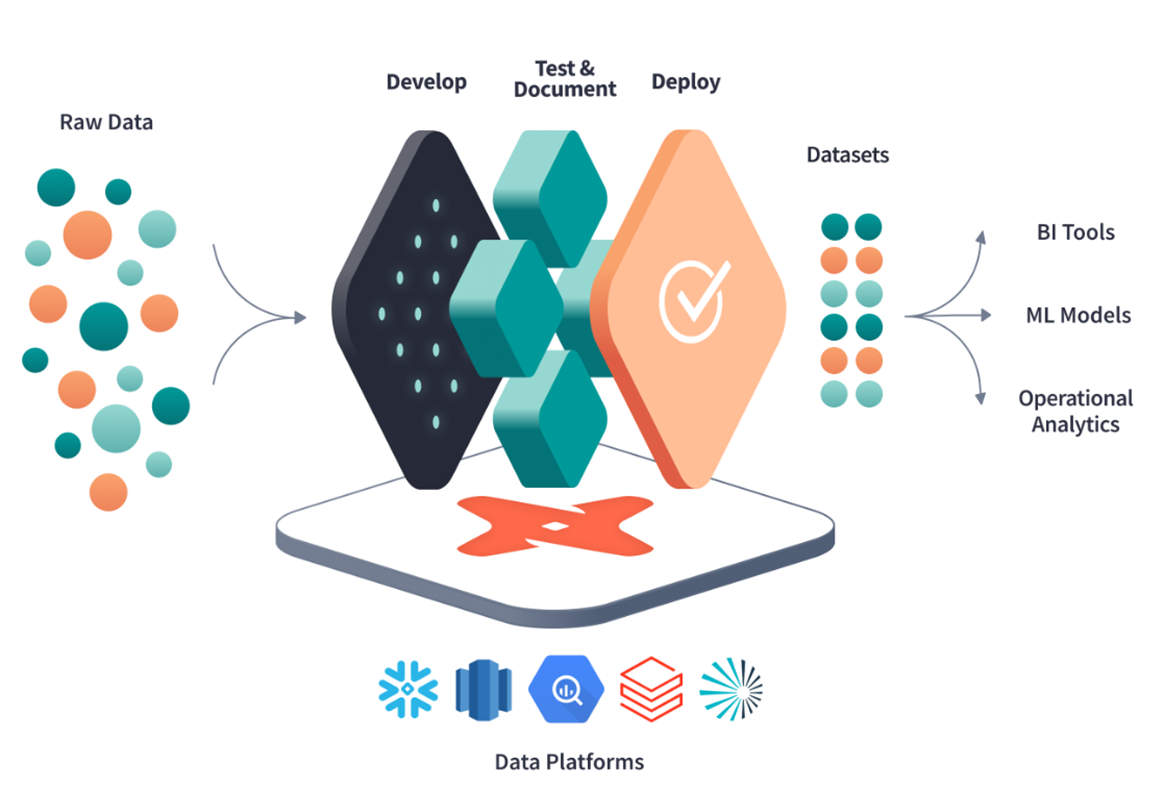 Raw Data
Develop
Test &
Document
Deploy
Datasets
BI Tools
ML Models
Operational
Analytics
Data Platforms